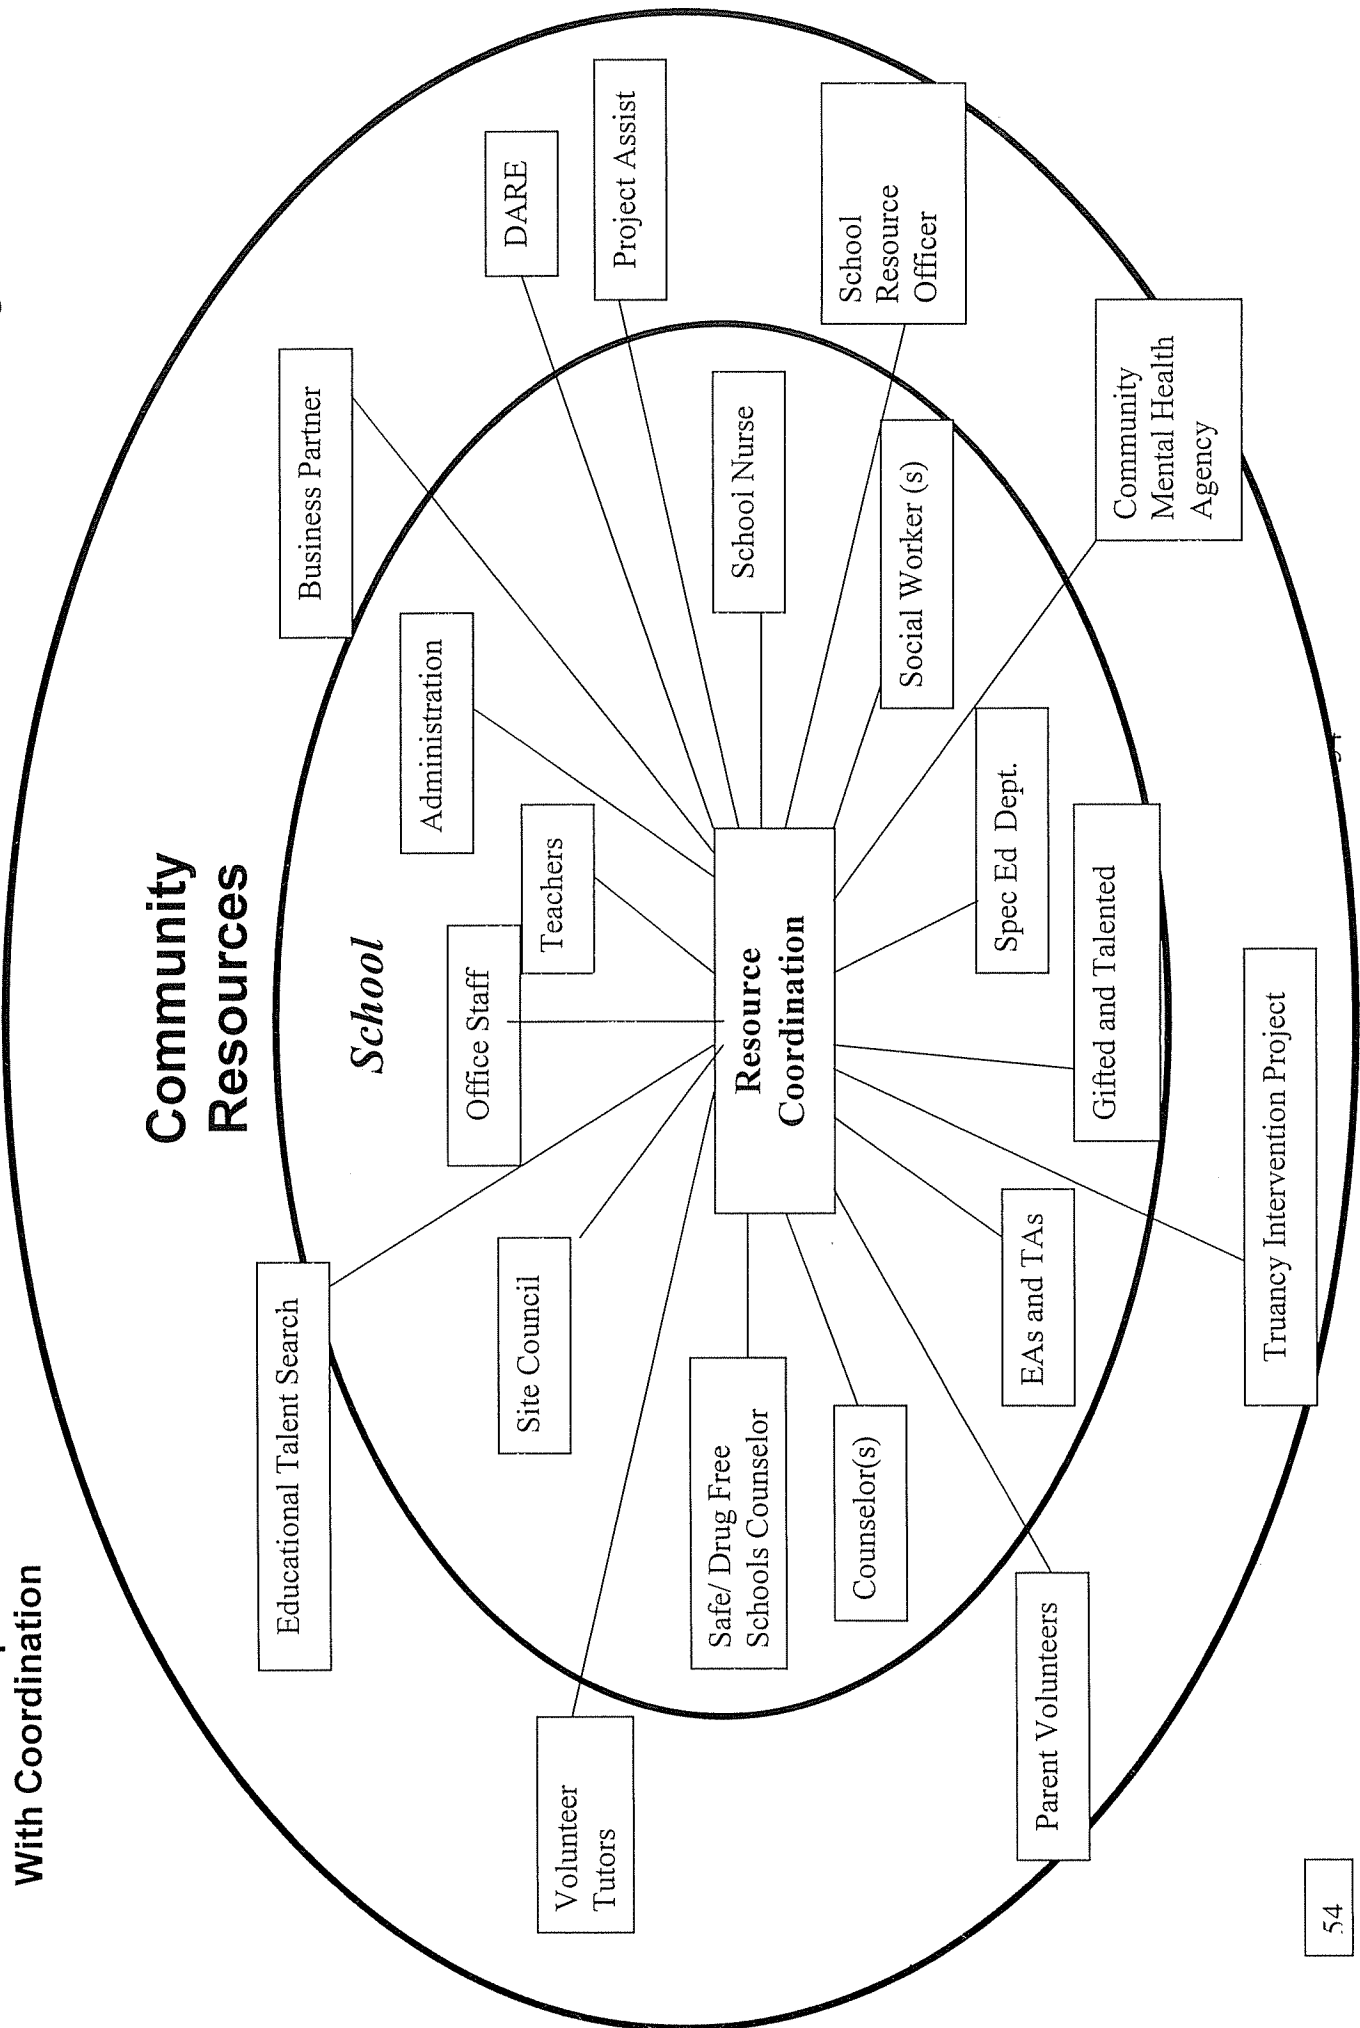 With Coordination
Community
Resources
Educational Talent Search
Business Partner
School
Administration
Office Staff
DARE
Site Council
Teachers
Volunteer
Tutors
Project Assist
Safe/ Drug Free
Schools Counselor
Resource
Coordination
School Nurse
School
Resource
Officer
Counselor(s)
Social Worker (s)
Spec Ed Dept.
EAs and TAs
Parent Volunteers
Gifted and Talented
Community
Mental Health
Agency
Truancy Intervention Project
54